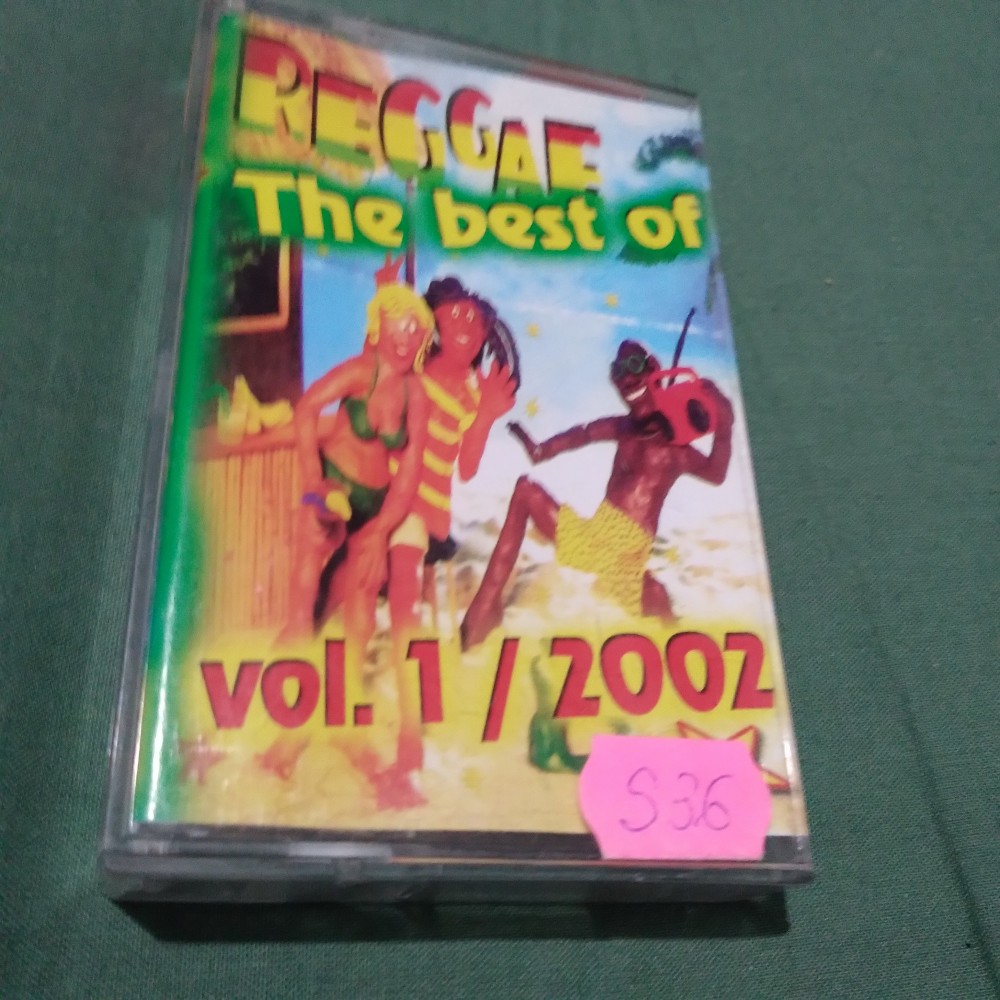 REGGAE
The best of
vol. 1 / 2002
S36